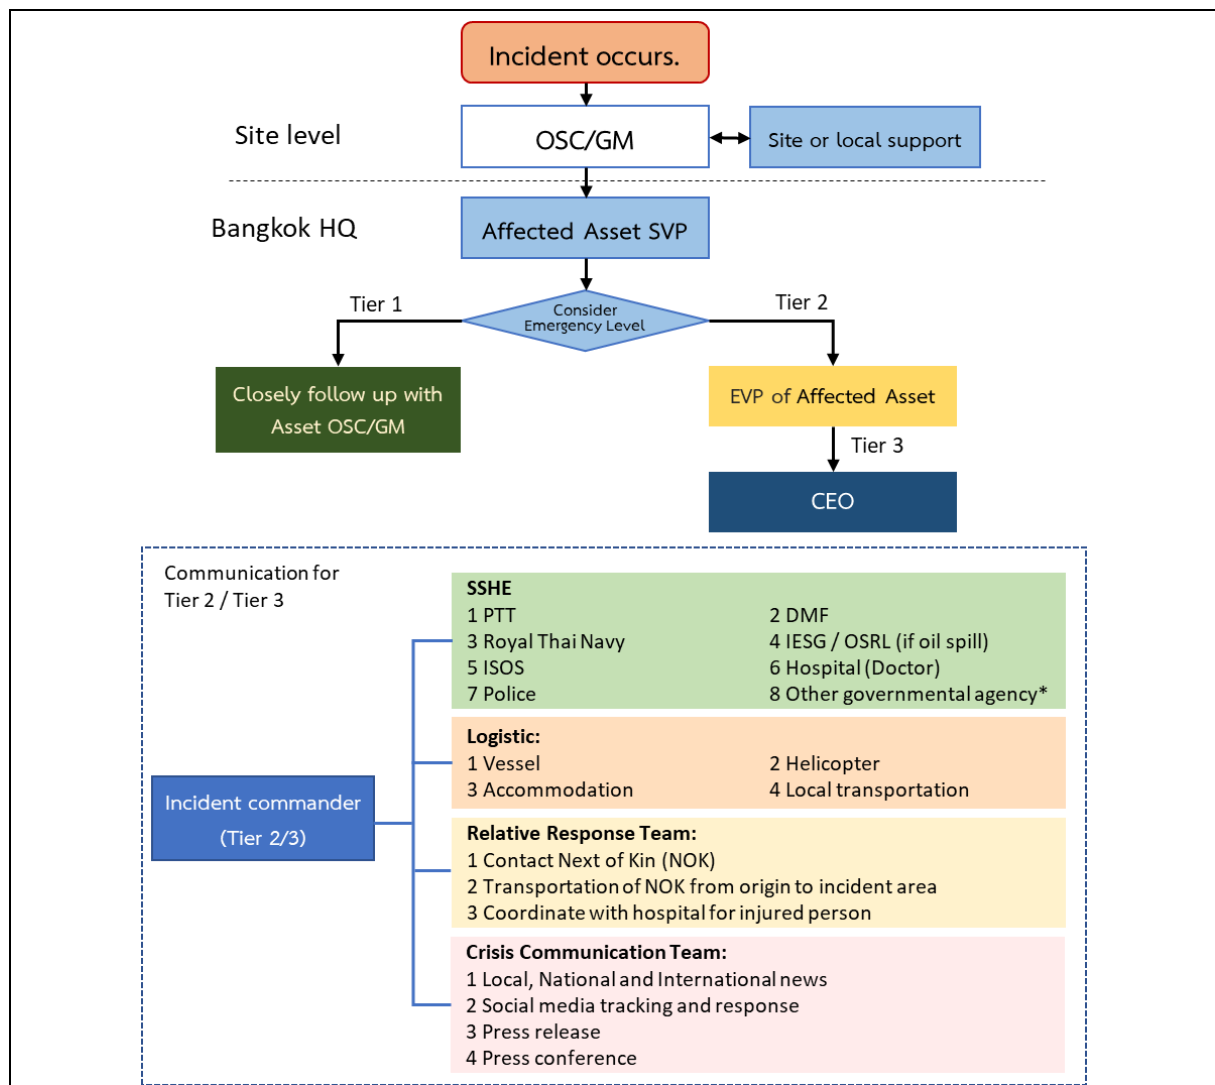 Incident occurs.
Site level
OSC/GM
Site or local support
Bangkok HQ
Affected Asset SVP
Tier 1
Consider
Emergency Level
Tier 2
Closely follow up with
Asset OSC/GM
EVP of Affected Asset
Tier 3
CEO
Communication for
Tier 2 / Tier 3
SSHE
1 PTT
2 DMF
3 Royal Thai Navy
4 IESG / OSRL (if oil spill)
5 ISOS
6 Hospital (Doctor)
7 Police
8 Other governmental agency*
Logistic:
1 Vessel
2 Helicopter
3 Accommodation
4 Local transportation
Incident commander
(Tier 2/3)
Relative Response Team:
1 Contact Next of Kin (NOK)
2 Transportation of NOK from origin to incident area
3 Coordinate with hospital for injured person
Crisis Communication Team:
1 Local, National and International news
2 Social media tracking and response
3 Press release
4 Press conference